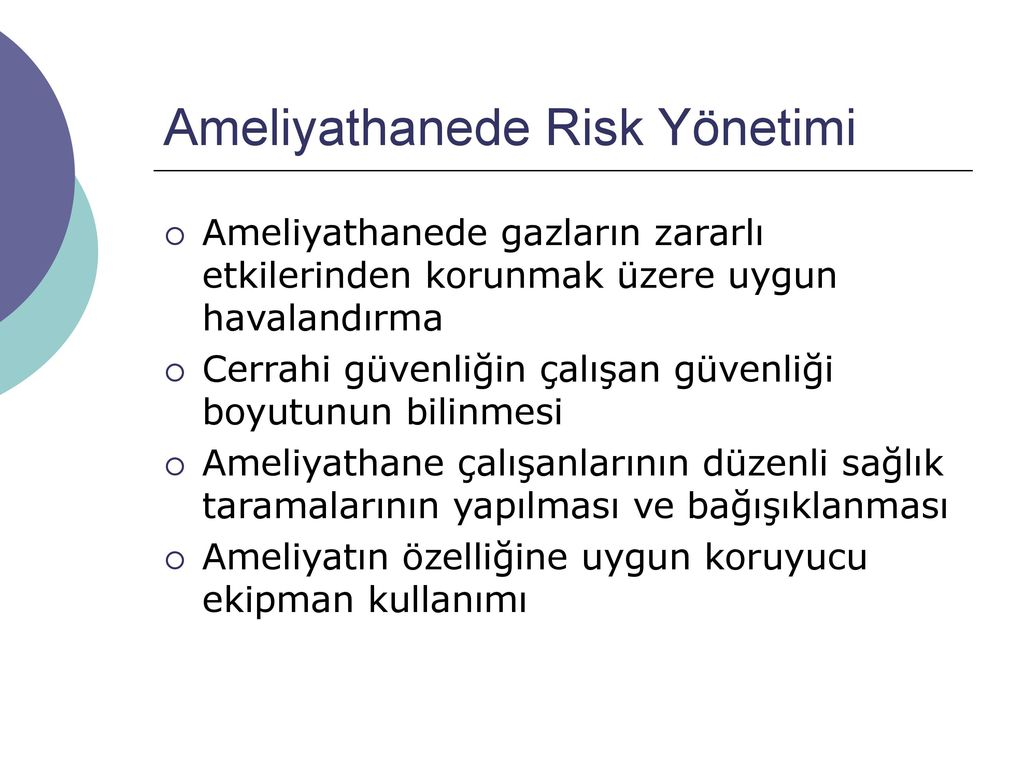 Ameliyathanede Risk Yönetimi
Ameliyathanede gazların zararlı
etkilerinden korunmak üzere uygun
havalandırma
Cerrahi güvenliğin çalışan güvenliği
boyutunun bilinmesi
Ameliyathane çalışanlarının düzenli sağlık
taramalarının yapılması ve bağışıklanması
Ameliyatın özelliğine uygun koruyucu
ekipman kullanımı